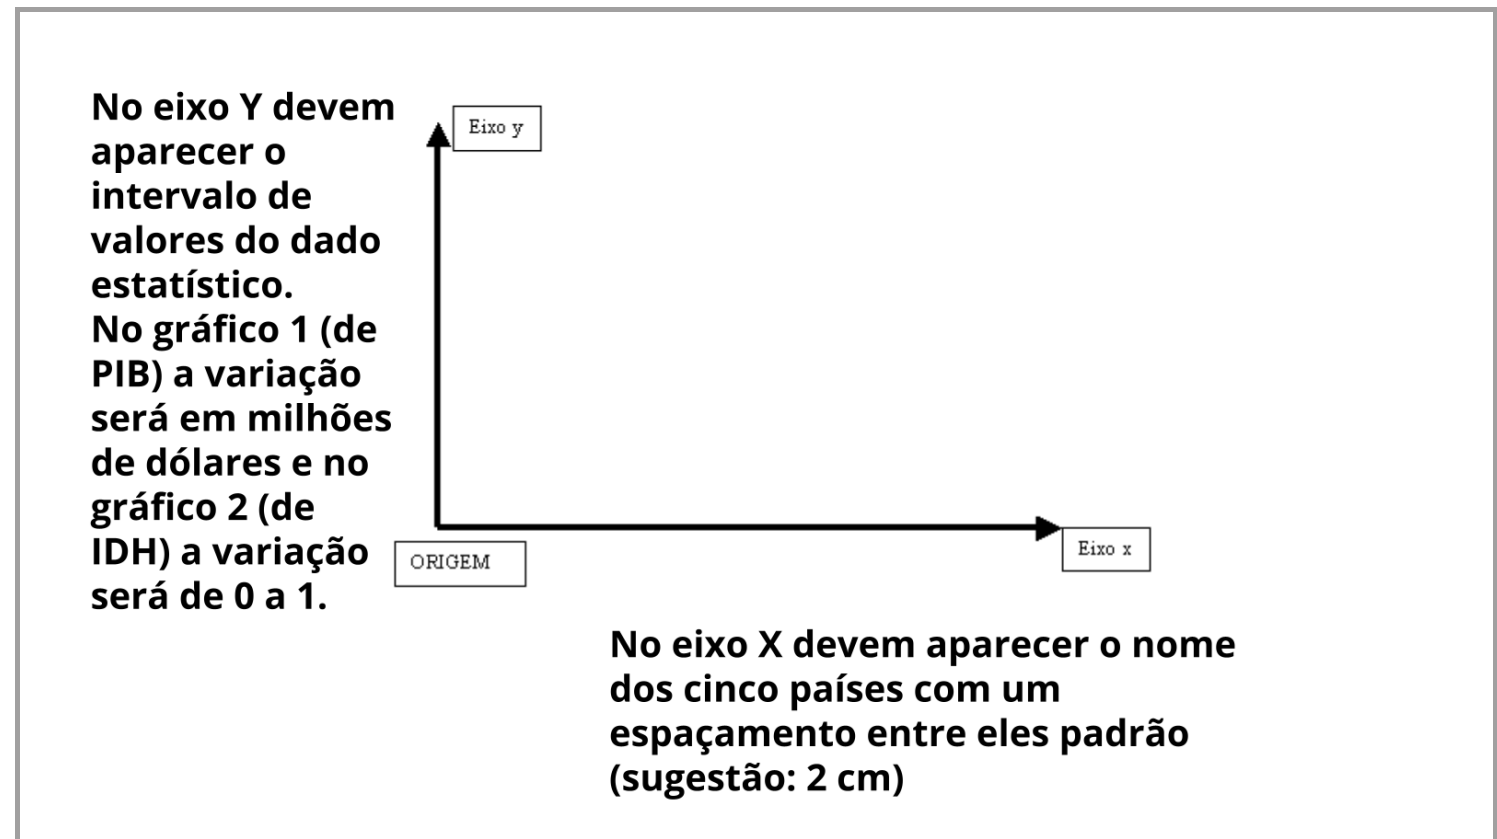 No eixo Y devem
aparecer o
intervalo de
valores do dado
estatístico.
No gráfico 1 (de
PIB) a variação
será em milhões
de dólares e no
gráfico 2 (de
IDH) a variação
será de 0 a 1.
Eixo y
ORIGEM
Eixo x
No eixo X devem aparecer o nome
dos cinco países com um
espaçamento entre eles padrão
(sugestão: 2 cm)